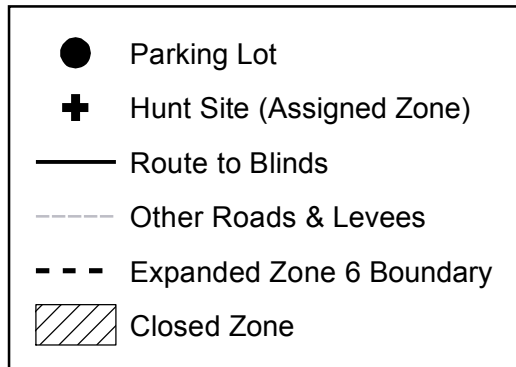 Parking Lot
Hunt Site (Assigned Zone)
Route to Blinds
Other Roads & Levees
Expanded Zone 6 Boundary
Closed Zone